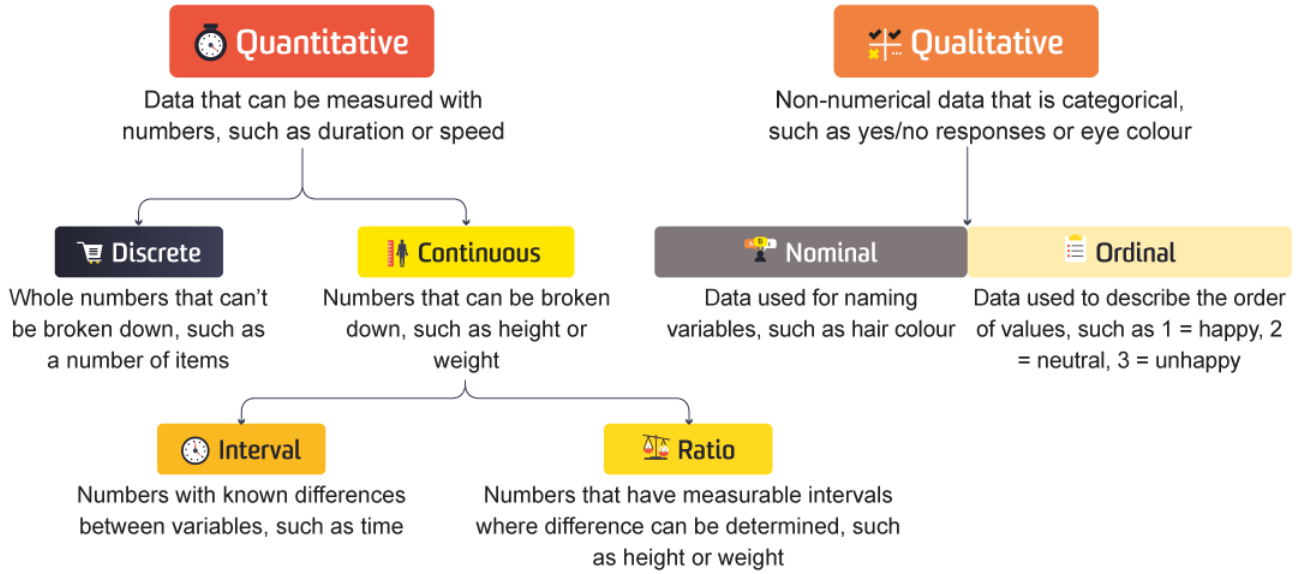 Quantitative
Data that can be measured with
numbers, such as duration or speed
Qualitative
Non-numerical data that is categorical,
such as yes/no responses or eye colour
Discrete
Whole numbers that can't
be broken down, such as
a number of items
Continuous
Numbers that can be broken
down, such as height or
weight
Nominal
Data used for naming
variables, such as hair colour
Ordinal
Data used to describe the order
of values, such as 1 = happy, 2
= neutral, 3 = unhappy
Interval
Numbers with known differences
between variables, such as time
Ratio
Numbers that have measurable intervals
where difference can be determined, such
as height or weight